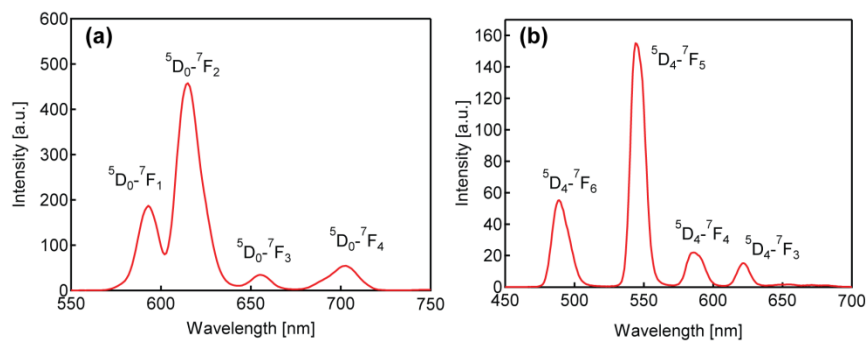 (a)
600
500
400
300
200
100
0
550
600
650
700
750
Intensity [a.u.]
Wavelength [nm]
⁵D₀-⁷F₁
⁵D₀-⁷F₂
⁵D₀-⁷F₃
⁵D₀-⁷F₄
(b)
160
140
120
100
80
60
40
20
0
450
500
550
600
650
700
Intensity [a.u.]
Wavelength [nm]
⁵D₄-⁷F₆
⁵D₄-⁷F₅
⁵D₄-⁷F₄
⁵D₄-⁷F₃